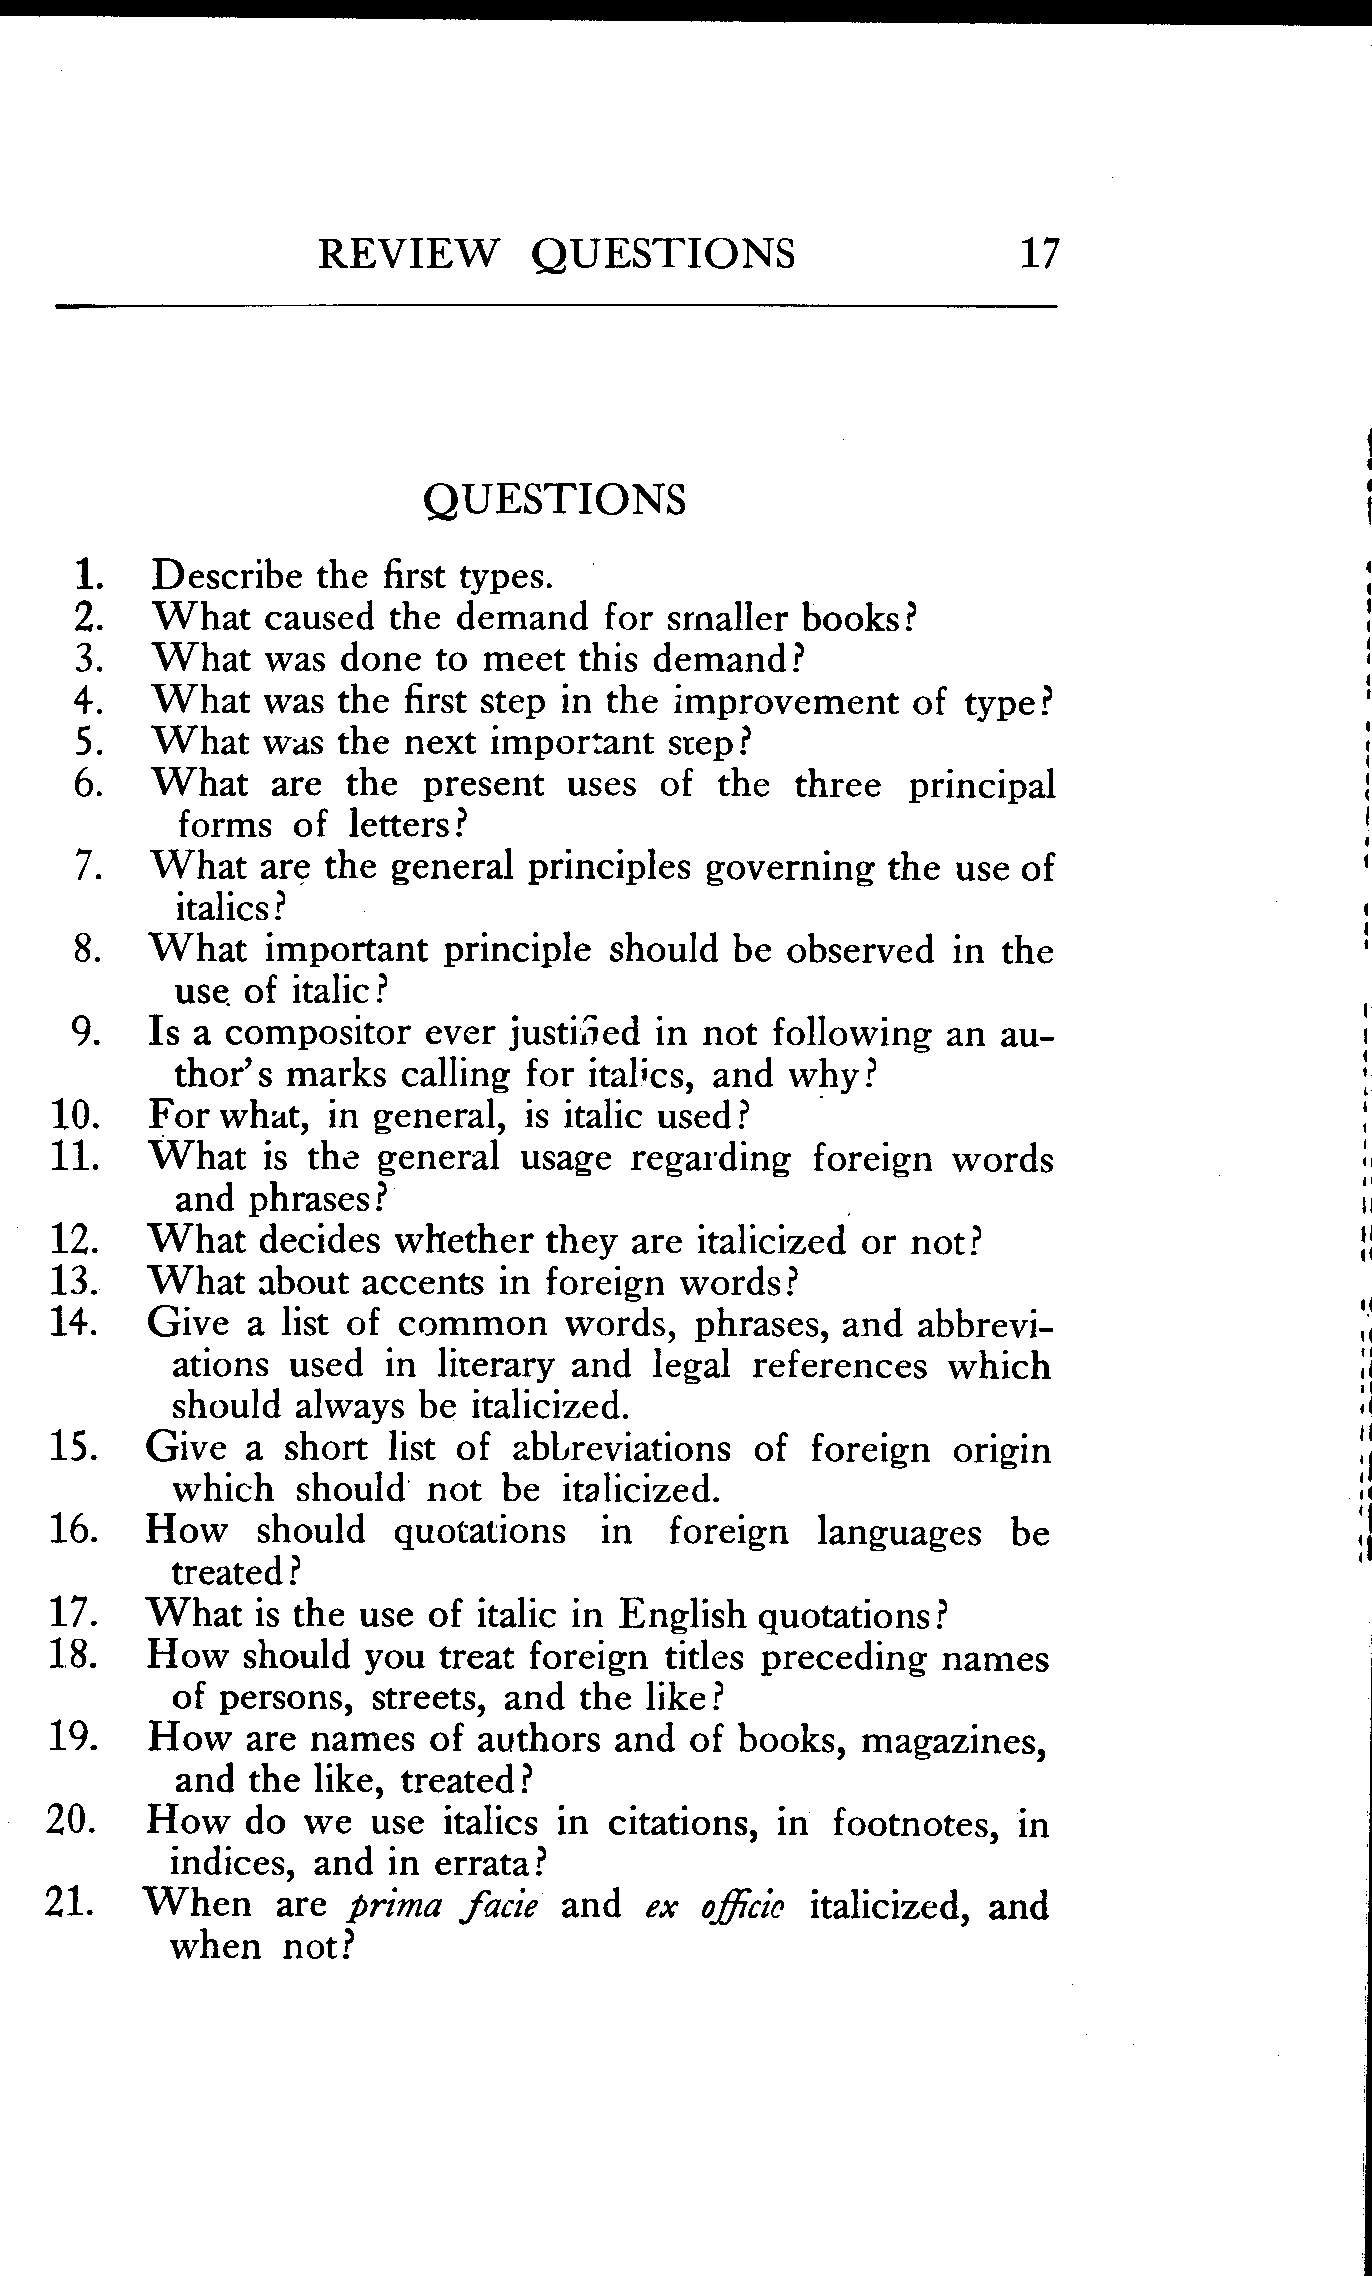 REVIEW QUESTIONS 17
QUESTIONS
1. Describe the first types.
2. What caused the demand for smaller books?
3. What was done to meet this demand?
4. What was the first step in the improvement of type?
5. What was the next important step?
6. What are the present uses of the three principal
forms of letters?
7. What are the general principles governing the use of
italics?
8. What important principle should be observed in the
use of italic?
9. Is a compositor ever justified in not following an au-
thor's marks calling for italics, and why?
10. For what, in general, is italic used?
11. What is the general usage regarding foreign words
and phrases?
12. What decides whether they are italicized or not?
13. What about accents in foreign words?
14. Give a list of common words, phrases, and abbrevi-
ations used in literary and legal references which
should always be italicized.
15. Give a short list of abbreviations of foreign origin
which should not be italicized.
16. How should quotations in foreign languages be
treated?
17. What is the use of italic in English quotations?
18. How should you treat foreign titles preceding names
of persons, streets, and the like?
19. How are names of authors and of books, magazines,
and the like, treated?
20. How do we use italics in citations, in footnotes, in
indices, and in errata?
21. When are prima facie and ex officio italicized, and
when not?